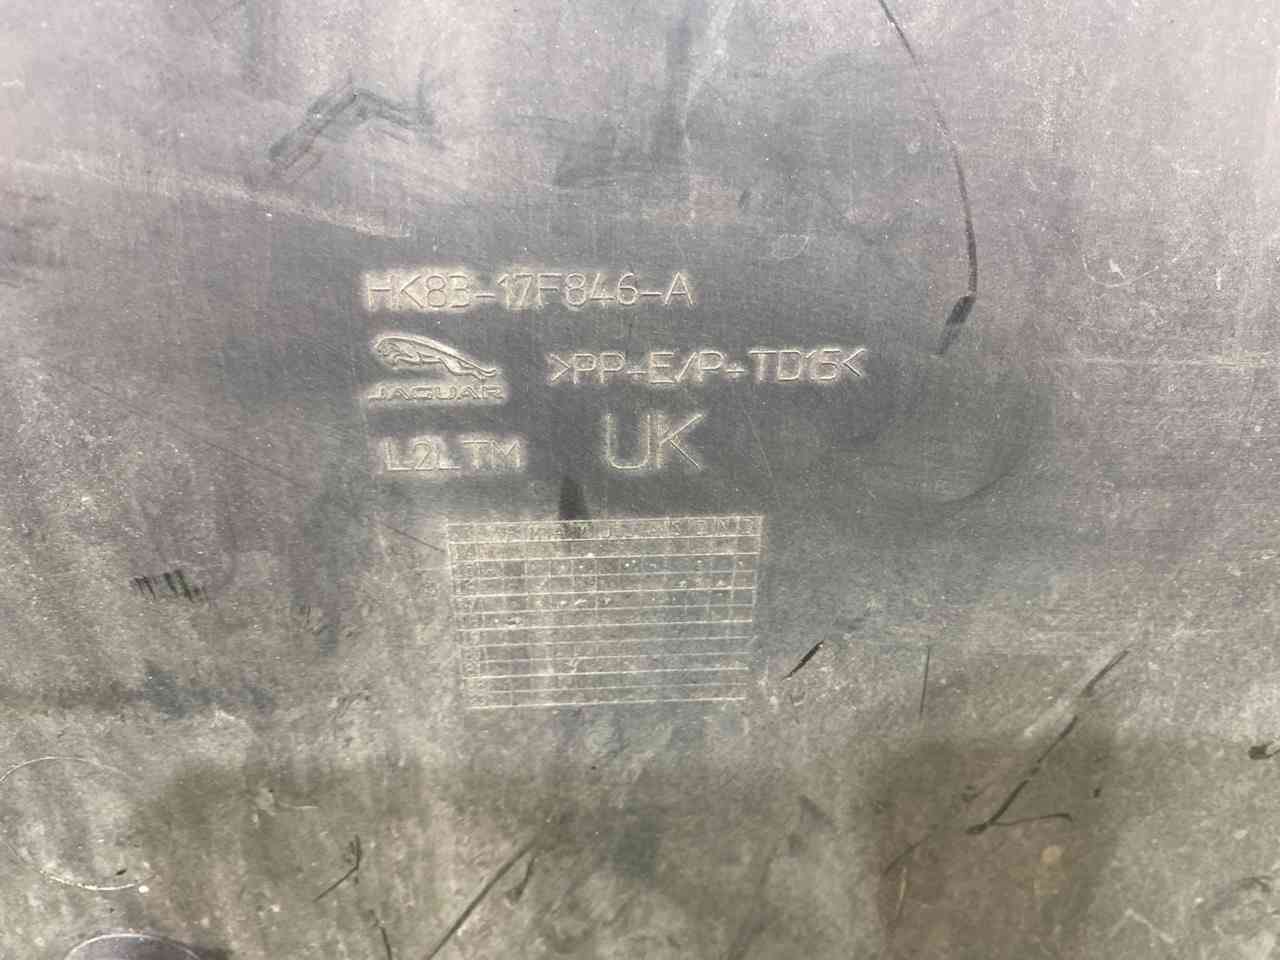 HK83-17F846-A
JAGUAR
>PP-E/P-TD15<
L2LTM
UK